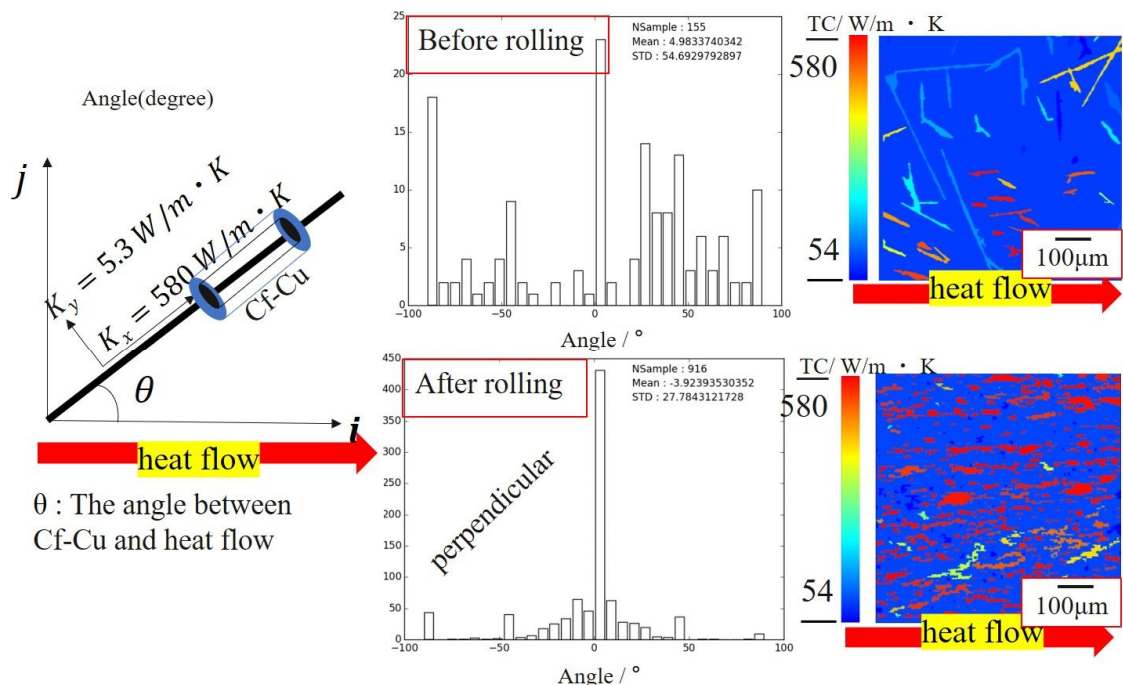 Angle(degree)
j
K_y = 5.3 W/m・K
K_x = 580 W/m・K
Cf-Cu
θ
i
heat flow
θ : The angle between
Cf-Cu and heat flow
Before rolling
NSample : 155
Mean : 4.9833740342
STD : 54.6929792897
25
20
15
10
5
0
−100
−50
0
50
100
Angle / °
TC/ W/m・K
580
54
100μm
heat flow
After rolling
NSample : 916
Mean : -3.92393530352
STD : 27.7843121728
perpendicular
450
400
350
300
250
200
150
100
50
0
−100
−50
0
50
100
Angle / °
TC/ W/m・K
580
54
100μm
heat flow